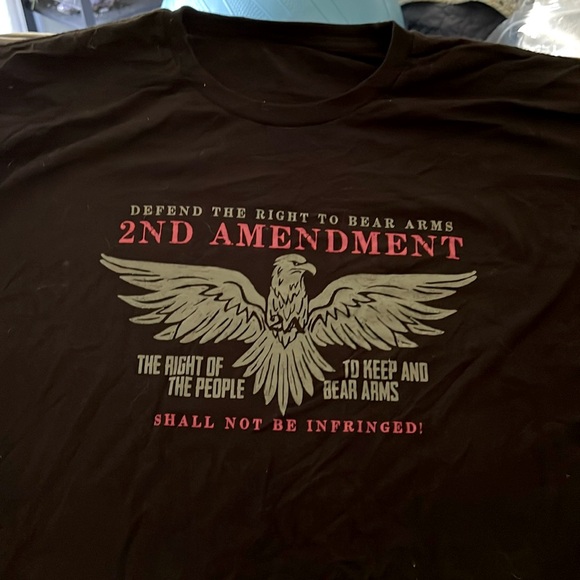 DEFEND THE RIGHT TO BEAR ARMS
2ND AMENDMENT
2A
THE RIGHT OF
THE PEOPLE
TO KEEP AND
BEAR ARMS
SHALL NOT BE INFRINGED!